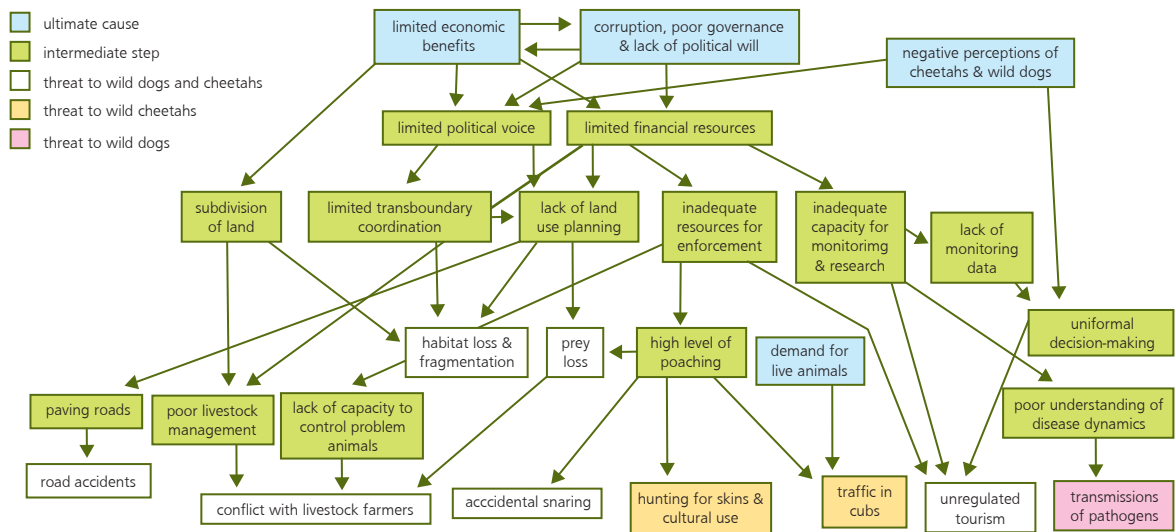 ultimate cause
intermediate step
threat to wild dogs and cheetahs
threat to wild cheetahs
threat to wild dogs
limited economic
benefits
corruption, poor governance
& lack of political will
negative perceptions of
cheetahs & wild dogs
limited political voice
limited financial resources
subdivision
of land
limited transboundary
coordination
lack of land
use planning
inadequate
resources for
enforcement
inadequate
capacity for
monitorimg
& research
lack of
monitoring
data
habitat loss &
fragmentation
prey
loss
high level of
poaching
demand for
live animals
uniformal
decision-making
paving roads
poor livestock
management
lack of capacity to
control problem
animals
poor understanding of
disease dynamics
road accidents
conflict with livestock farmers
acccidental snaring
hunting for skins &
cultural use
traffic in
cubs
unregulated
tourism
transmissions
of pathogens